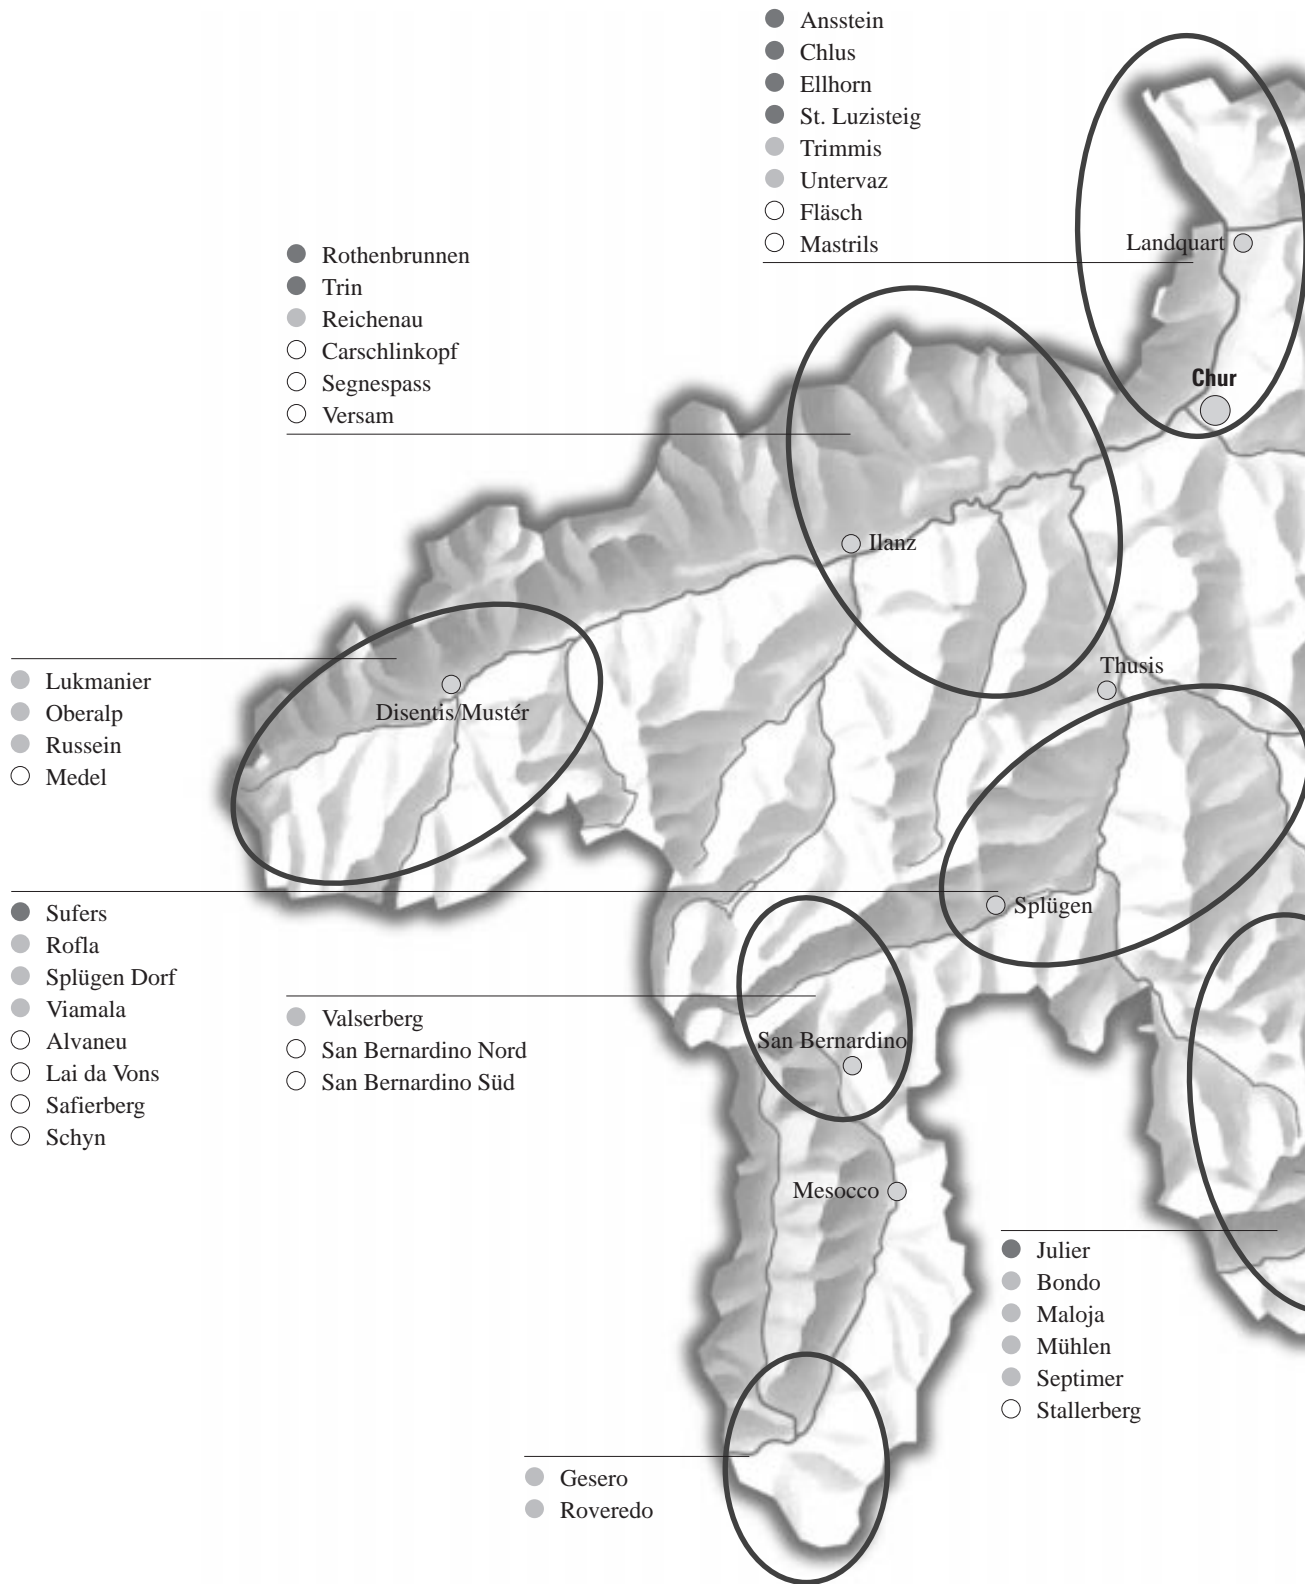 Ansstein
Chlus
Ellhorn
St. Luzisteig
Trimmis
Untervaz
Fläsch
Mastrils
Landquart
Rothenbrunnen
Trin
Reichenau
Carschlinkopf
Segnespass
Versam
Chur
Ilanz
Thusis
Lukmanier
Oberalp
Russein
Medel
Disentis/Mustér
Sufers
Rofla
Splügen Dorf
Viamala
Alvaneu
Lai da Vons
Safierberg
Schyn
Splügen
Valserberg
San Bernardino Nord
San Bernardino Süd
San Bernardino
Mesocco
Julier
Bondo
Maloja
Mühlen
Septimer
Stallerberg
Gesero
Roveredo